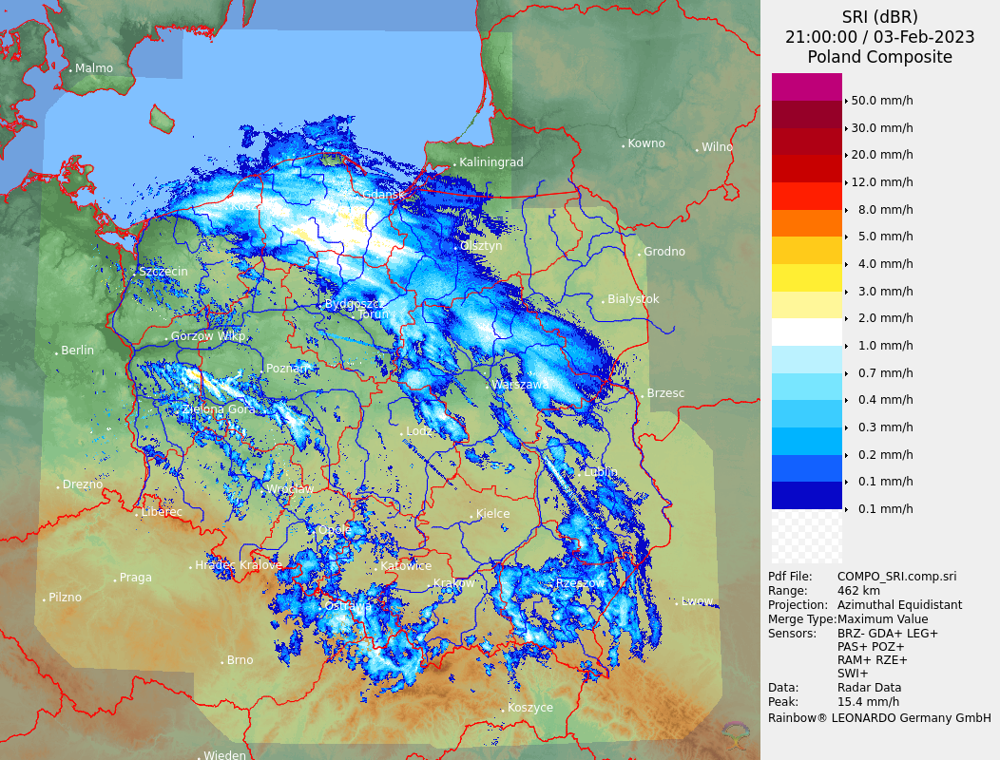 SRI (dBR)
21:00:00 / 03-Feb-2023
Poland Composite
50.0 mm/h
30.0 mm/h
20.0 mm/h
12.0 mm/h
8.0 mm/h
5.0 mm/h
4.0 mm/h
3.0 mm/h
2.0 mm/h
1.0 mm/h
0.7 mm/h
0.4 mm/h
0.3 mm/h
0.2 mm/h
0.1 mm/h
0.1 mm/h
Pdf File: COMPO_SRI.comp.sri
Range: 462 km
Projection: Azimuthal Equidistant
Merge Type: Maximum Value
Sensors: BRZ- GDA+ LEG+
PAS+ POZ+
RAM+ RZE+
SWI+
Data: Radar Data
Peak: 15.4 mm/h
Rainbow® LEONARDO Germany GmbH
Malmo
Kowno
Wilno
Kaliningrad
Gdansk
Olsztyn
Grodno
Szczecin
Bialystok
Bydgoszcz
Torun
Gorzow Wlkp.
Berlin
Poznan
Warszawa
Brzesc
Zielona Gora
Lodz
Lublin
Drezno
Wroclaw
Liberec
Kielce
Opole
Hradec Kralove
Katowice
Praga
Krakow
Rzeszow
Pilzno
Ostrawa
Lwow
Brno
Koszyce
Wieden